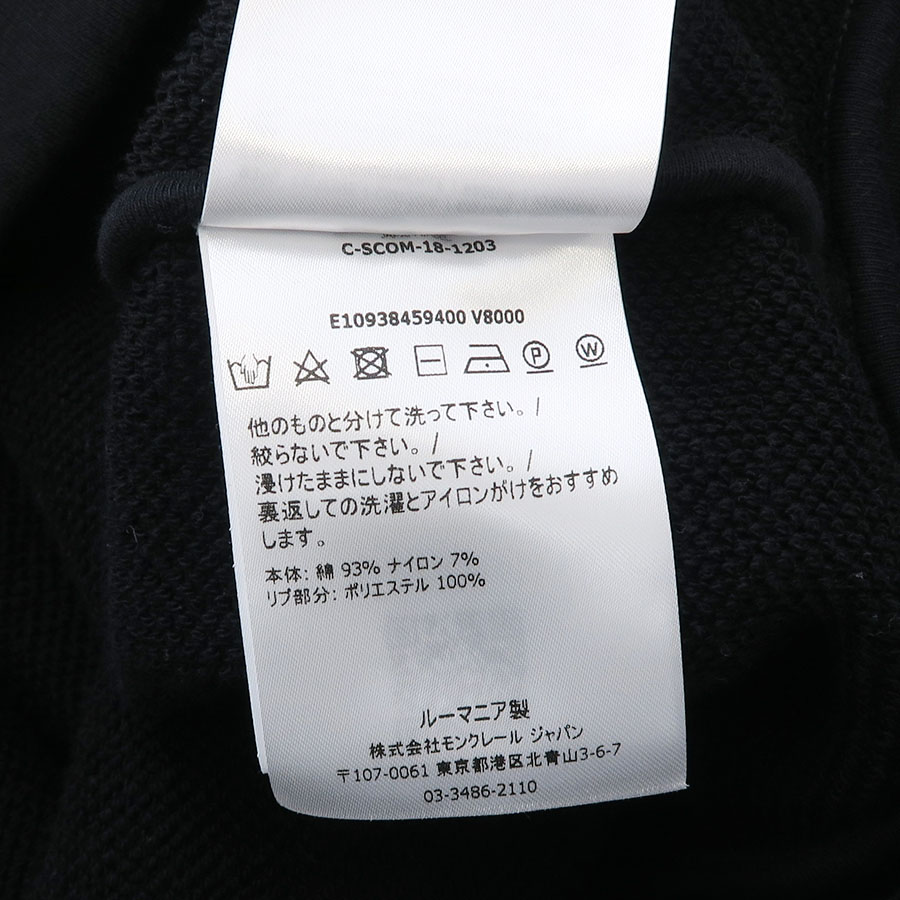 C-SCOM-18-1203
E10938459400 V8000
P
W
他のものと分けて洗って下さい。/
絞らないで下さい。/
浸けたままにしないで下さい。/
裏返しての洗濯とアイロンがけをおすすめ
します。
本体: 綿 93% ナイロン 7%
リブ部分: ポリエステル 100%
ルーマニア製
株式会社モンクレール ジャパン
〒107-0061 東京都港区北青山3-6-7
03-3486-2110